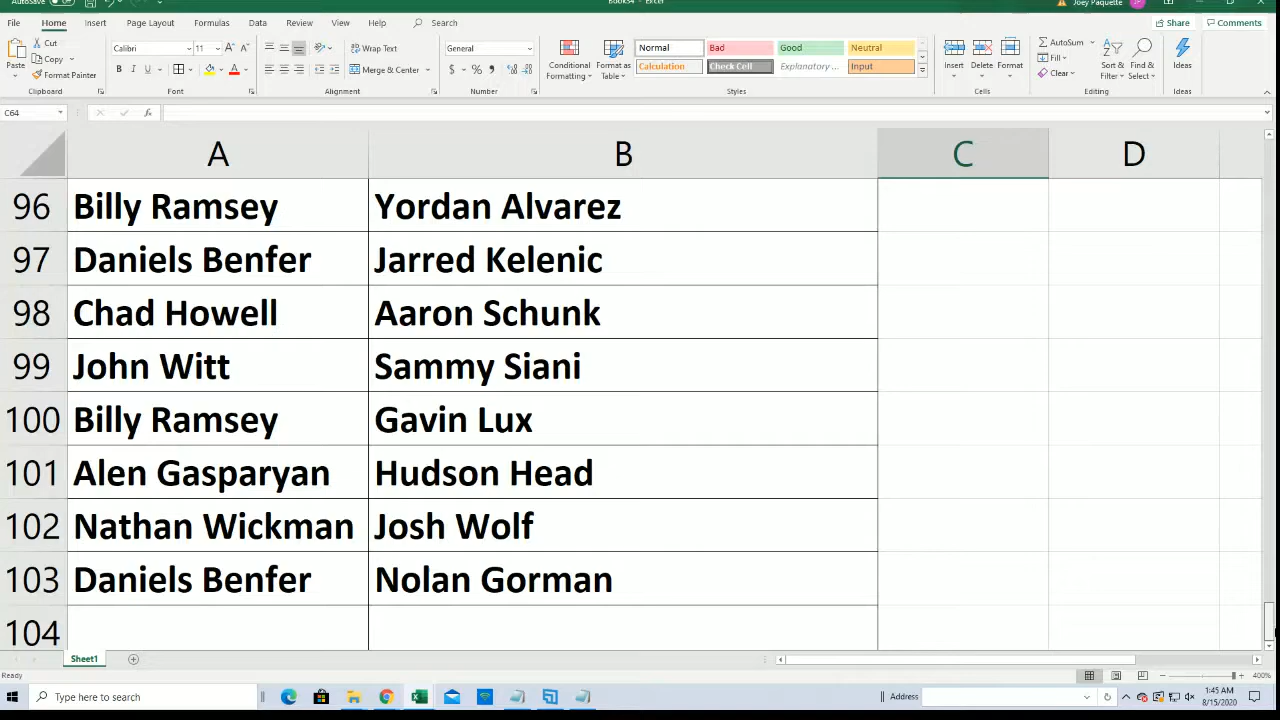 AutoSave
Book34 - Excel
Joey Paquette
File Home Insert Page Layout Formulas Data Review View Help Search
Share Comments
Paste
Cut
Copy
Format Painter
Clipboard
Calibri 11
B
Font
Wrap Text
Merge & Center
Alignment
General
$ % ,
Number
Conditional Formatting
Format as Table
Normal Bad Good Neutral
Calculation Check Cell Explanatory ... Input
Styles
Insert Delete Format
Cells
AutoSum
Fill
Clear
Sort & Filter
Find & Select
Editing
Ideas
Ideas
C64 fx
A B C D
96 Billy Ramsey Yordan Alvarez
97 Daniels Benfer Jarred Kelenic
98 Chad Howell Aaron Schunk
99 John Witt Sammy Siani
100 Billy Ramsey Gavin Lux
101 Alen Gasparyan Hudson Head
102 Nathan Wickman Josh Wolf
103 Daniels Benfer Nolan Gorman
104
Sheet1
Ready
400%
Type here to search
Address
1:45 AM
8/15/2020